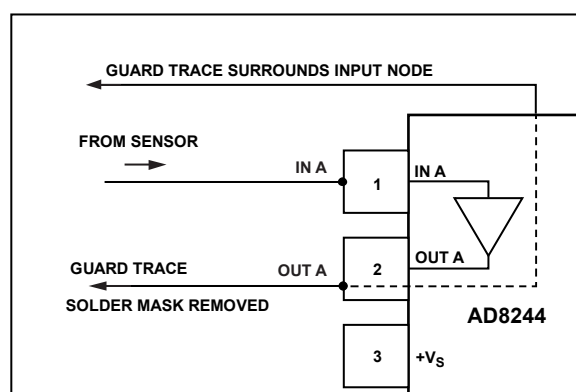 GUARD TRACE SURROUNDS INPUT NODE
FROM SENSOR
IN A
1
IN A
GUARD TRACE
OUT A
2
OUT A
SOLDER MASK REMOVED
AD8244
3
+VS